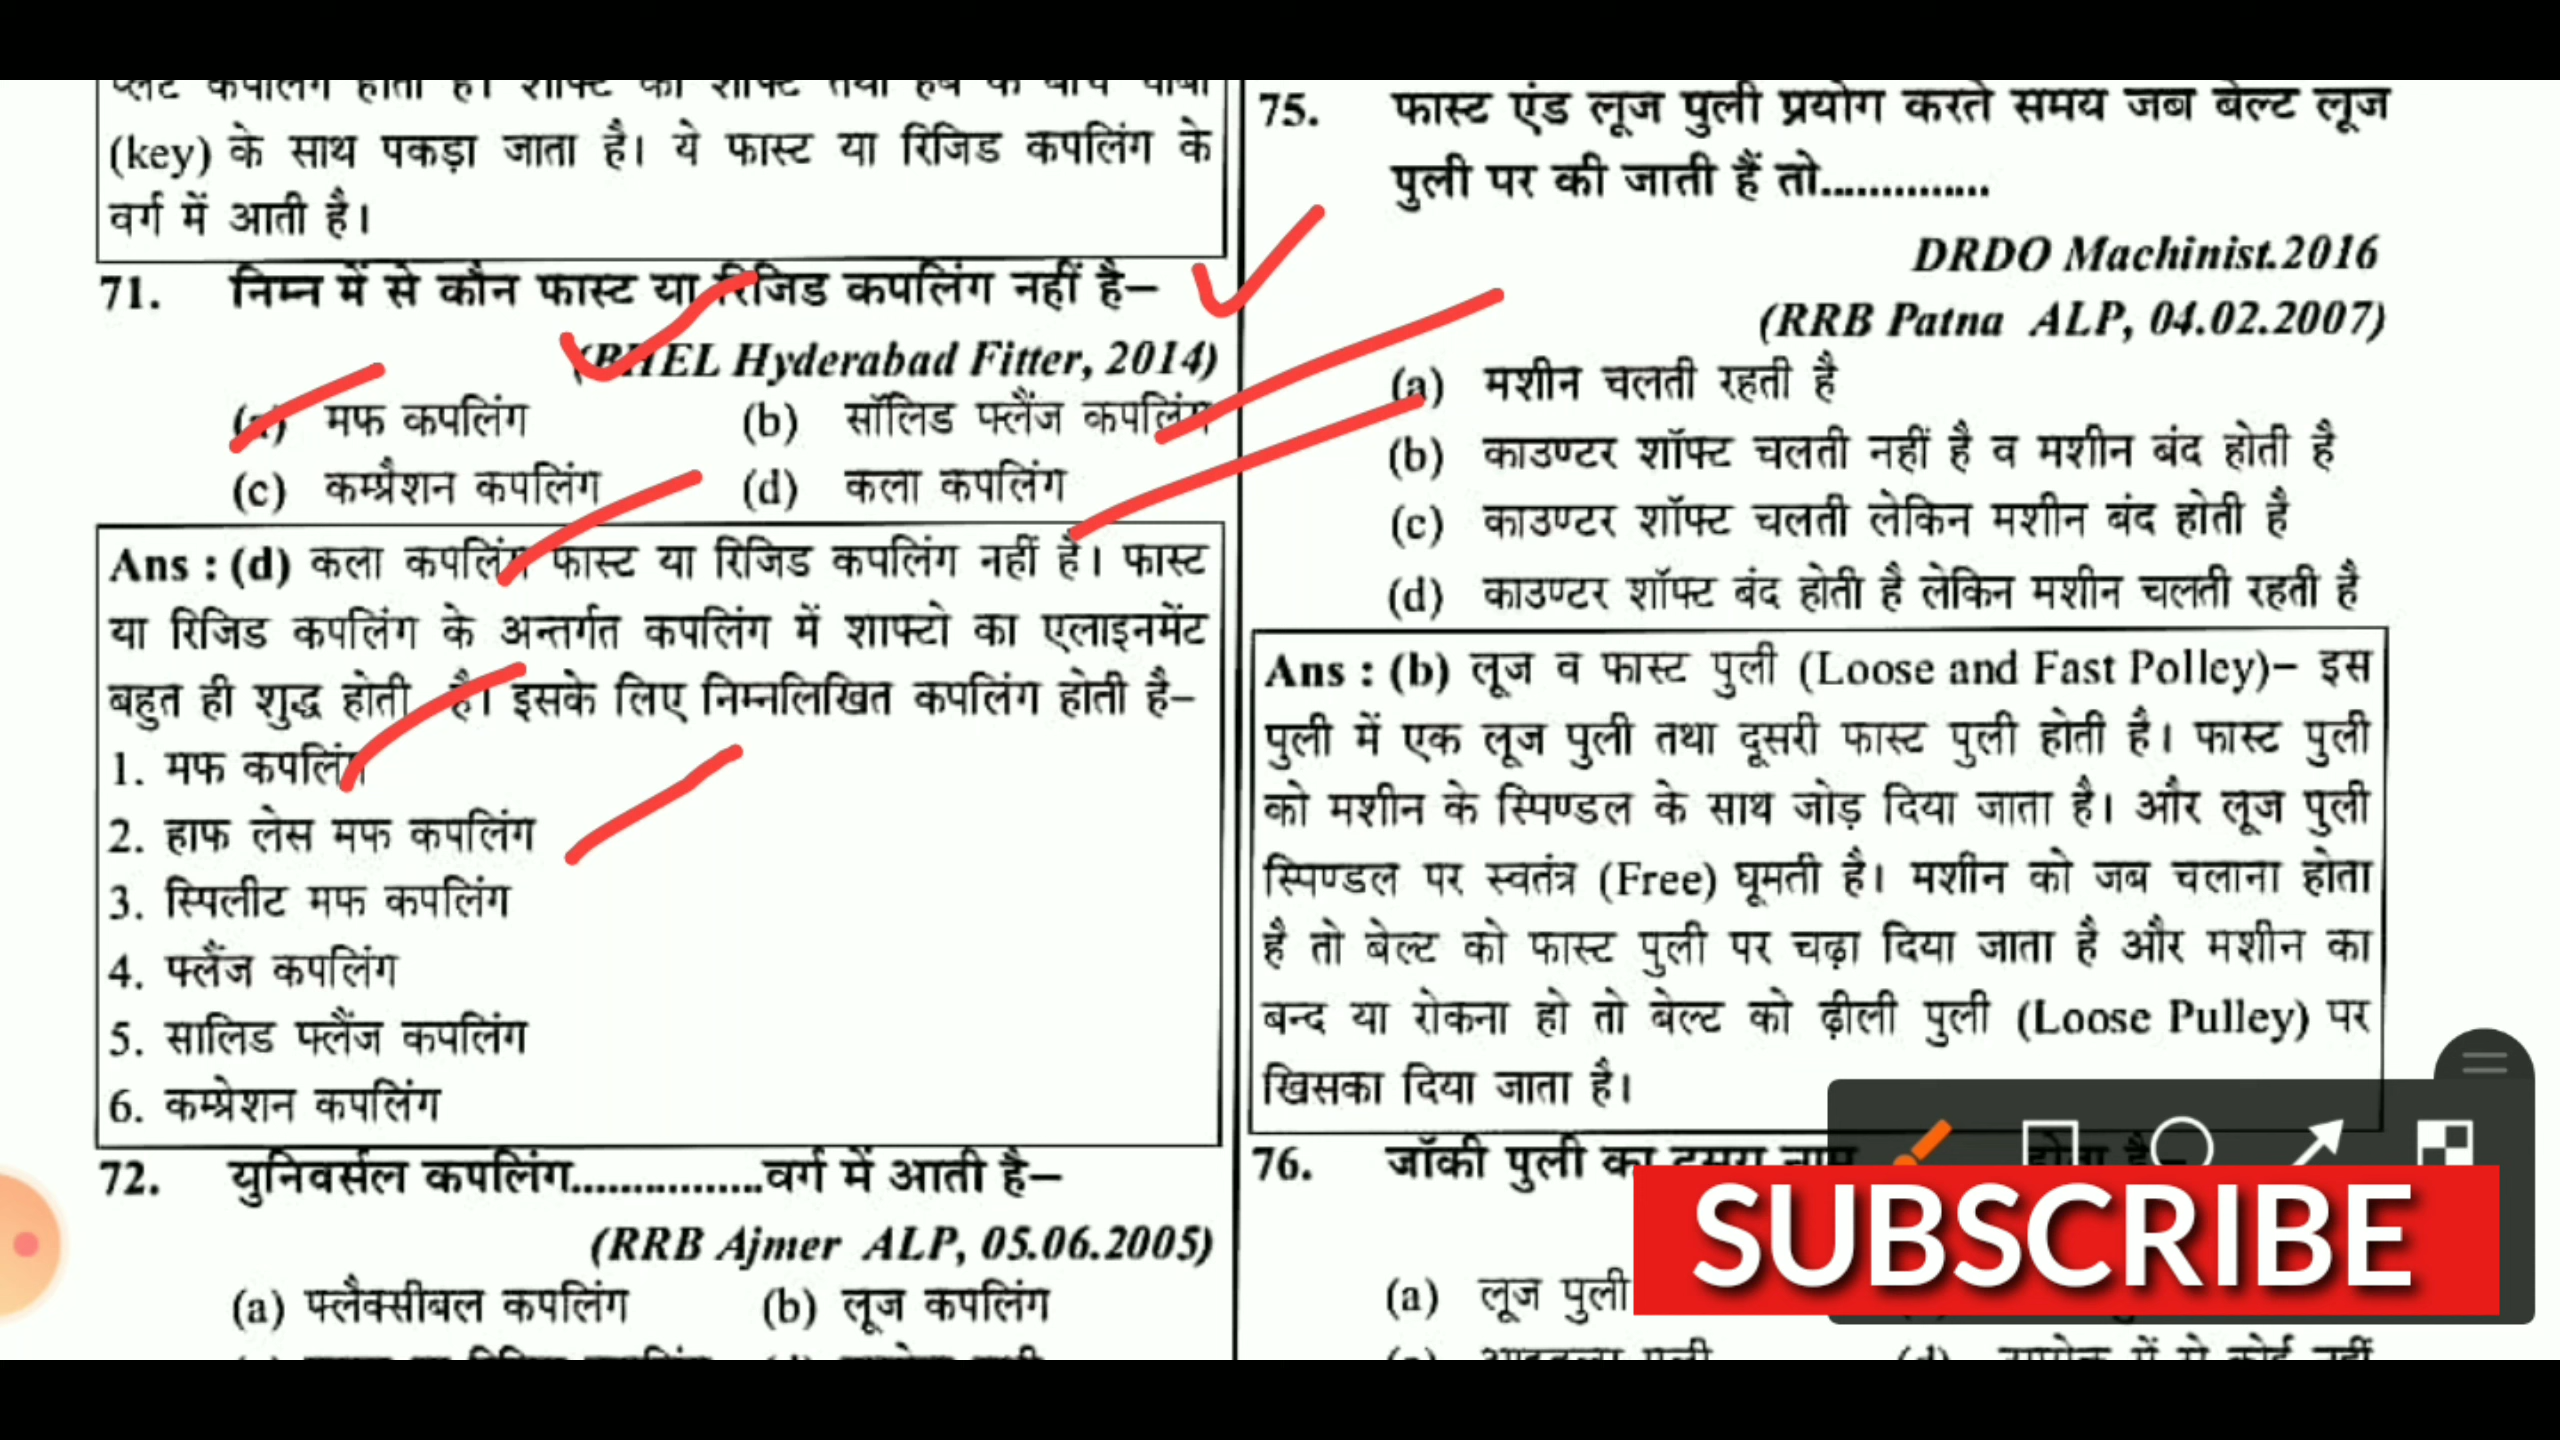 प्लेट कपलिंग होती है। शाफ्ट को शाफ्ट तथा हब के बीच चाबी
(key) के साथ पकड़ा जाता है। ये फास्ट या रिजिड कपलिंग के
वर्ग में आती है।
71. निम्न में से कौन फास्ट या रिजिड कपलिंग नहीं है–
(BHEL Hyderabad Fitter, 2014)
(a) मफ कपलिंग (b) सॉलिड फ्लैंज कपलिंग
(c) कम्प्रैशन कपलिंग (d) कला कपलिंग
Ans : (d) कला कपलिंग फास्ट या रिजिड कपलिंग नहीं है। फास्ट
या रिजिड कपलिंग के अन्तर्गत कपलिंग में शाफ्टो का एलाइनमेंट
बहुत ही शुद्ध होती है। इसके लिए निम्नलिखित कपलिंग होती है–
1. मफ कपलिंग
2. हाफ लेस मफ कपलिंग
3. स्पिलीट मफ कपलिंग
4. फ्लैंज कपलिंग
5. सालिड फ्लैंज कपलिंग
6. कम्प्रेशन कपलिंग
72. युनिवर्सल कपलिंग................वर्ग में आती है–
(RRB Ajmer ALP, 05.06.2005)
(a) फ्लैक्सीबल कपलिंग (b) लूज कपलिंग
75. फास्ट एंड लूज पुली प्रयोग करते समय जब बेल्ट लूज
पुली पर की जाती हैं तो..............
DRDO Machinist.2016
(RRB Patna ALP, 04.02.2007)
(a) मशीन चलती रहती है
(b) काउण्टर शॉफ्ट चलती नहीं है व मशीन बंद होती है
(c) काउण्टर शॉफ्ट चलती लेकिन मशीन बंद होती है
(d) काउण्टर शॉफ्ट बंद होती है लेकिन मशीन चलती रहती है
Ans : (b) लूज व फास्ट पुली (Loose and Fast Polley)– इस
पुली में एक लूज पुली तथा दूसरी फास्ट पुली होती है। फास्ट पुली
को मशीन के स्पिण्डल के साथ जोड़ दिया जाता है। और लूज पुली
स्पिण्डल पर स्वतंत्र (Free) घूमती है। मशीन को जब चलाना होता
है तो बेल्ट को फास्ट पुली पर चढ़ा दिया जाता है और मशीन का
बन्द या रोकना हो तो बेल्ट को ढ़ीली पुली (Loose Pulley) पर
खिसका दिया जाता है।
76. जॉकी पुली का दूसरा नाम होता है–
(a) लूज पुली
SUBSCRIBE